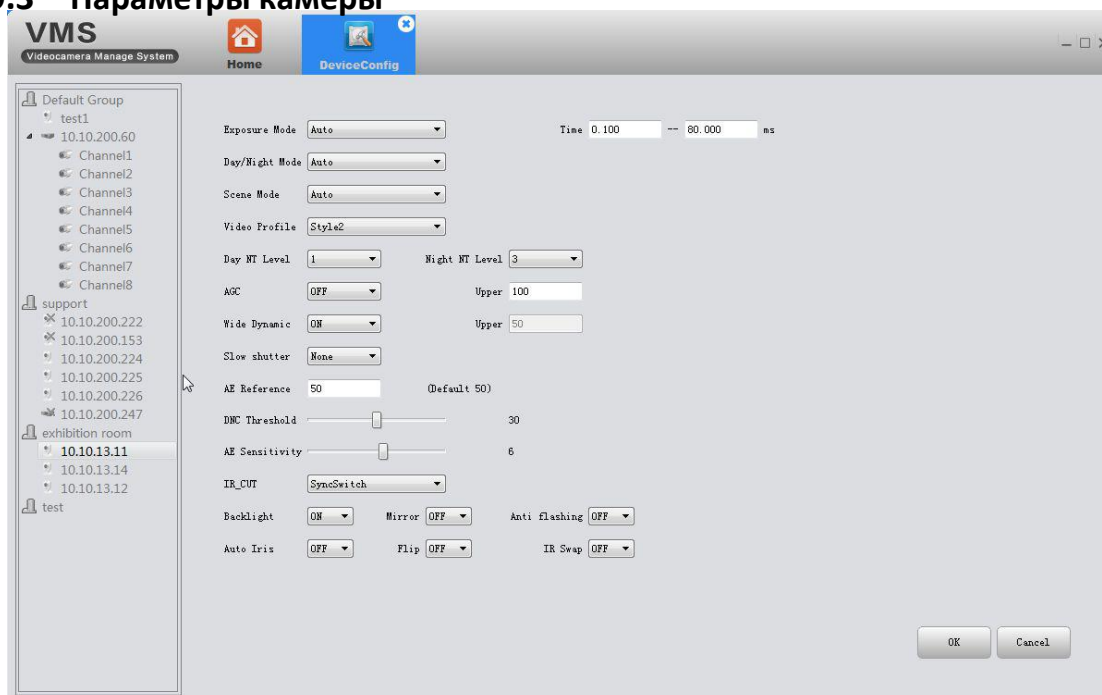 Параметры камеры
VMS
Videocamera Manage System
Home
DeviceConfig
Default Group
test1
10.10.200.60
Channel1
Channel2
Channel3
Channel4
Channel5
Channel6
Channel7
Channel8
support
10.10.200.222
10.10.200.153
10.10.200.224
10.10.200.225
10.10.200.226
10.10.200.247
exhibition room
10.10.13.11
10.10.13.14
10.10.13.12
test
Exposure Mode Auto Time 0.100 -- 80.000 ms
Day/Night Mode Auto
Scene Mode Auto
Video Profile Style2
Day NT Level 1 Night NT Level 3
AGC OFF Upper 100
Wide Dynamic ON Upper 50
Slow shutter None
AE Reference 50 (Default 50)
DNC Threshold 30
AE Sensitivity 6
IR_CUT SyncSwitch
Backlight ON Mirror OFF Anti flashing OFF
Auto Iris OFF Flip OFF IR Swap OFF
OK Cancel